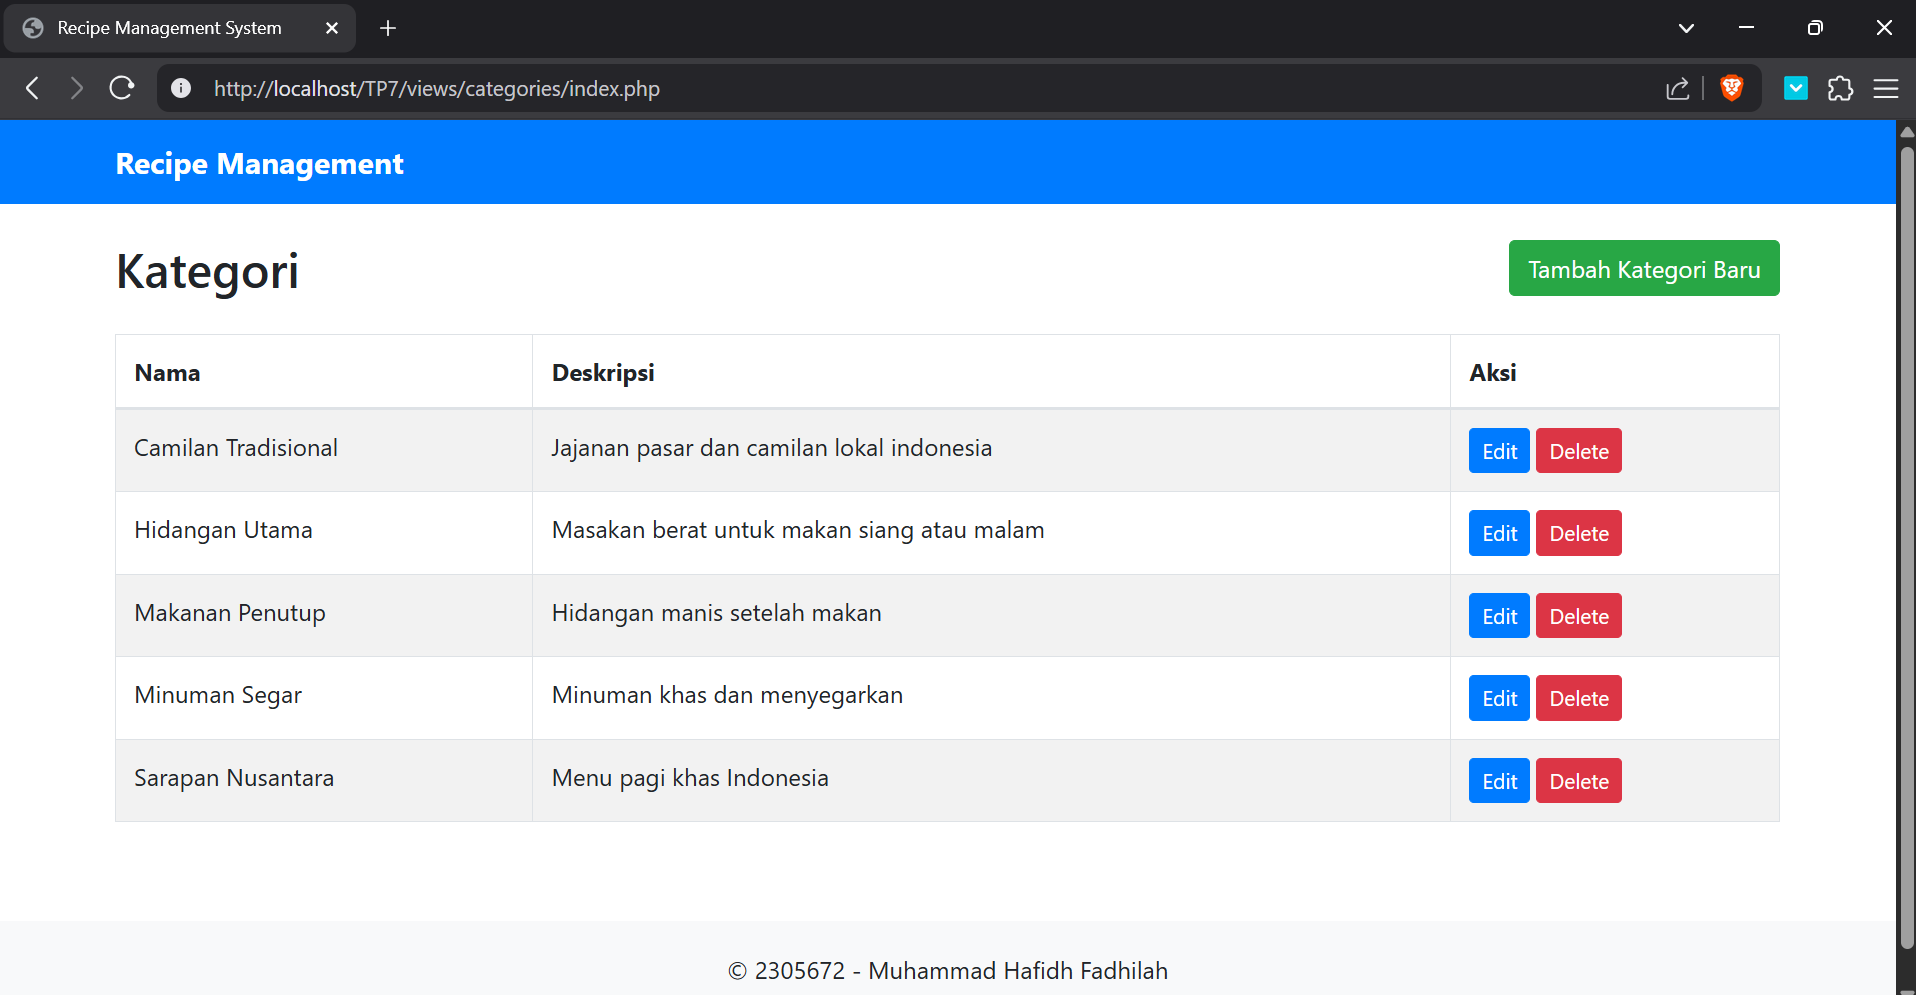 Recipe Management System
http://localhost/TP7/views/categories/index.php
Recipe Management
Kategori
Tambah Kategori Baru
Nama Deskripsi Aksi
Camilan Tradisional Jajanan pasar dan camilan lokal indonesia Edit Delete
Hidangan Utama Masakan berat untuk makan siang atau malam Edit Delete
Makanan Penutup Hidangan manis setelah makan Edit Delete
Minuman Segar Minuman khas dan menyegarkan Edit Delete
Sarapan Nusantara Menu pagi khas Indonesia Edit Delete
© 2305672 - Muhammad Hafidh Fadhilah